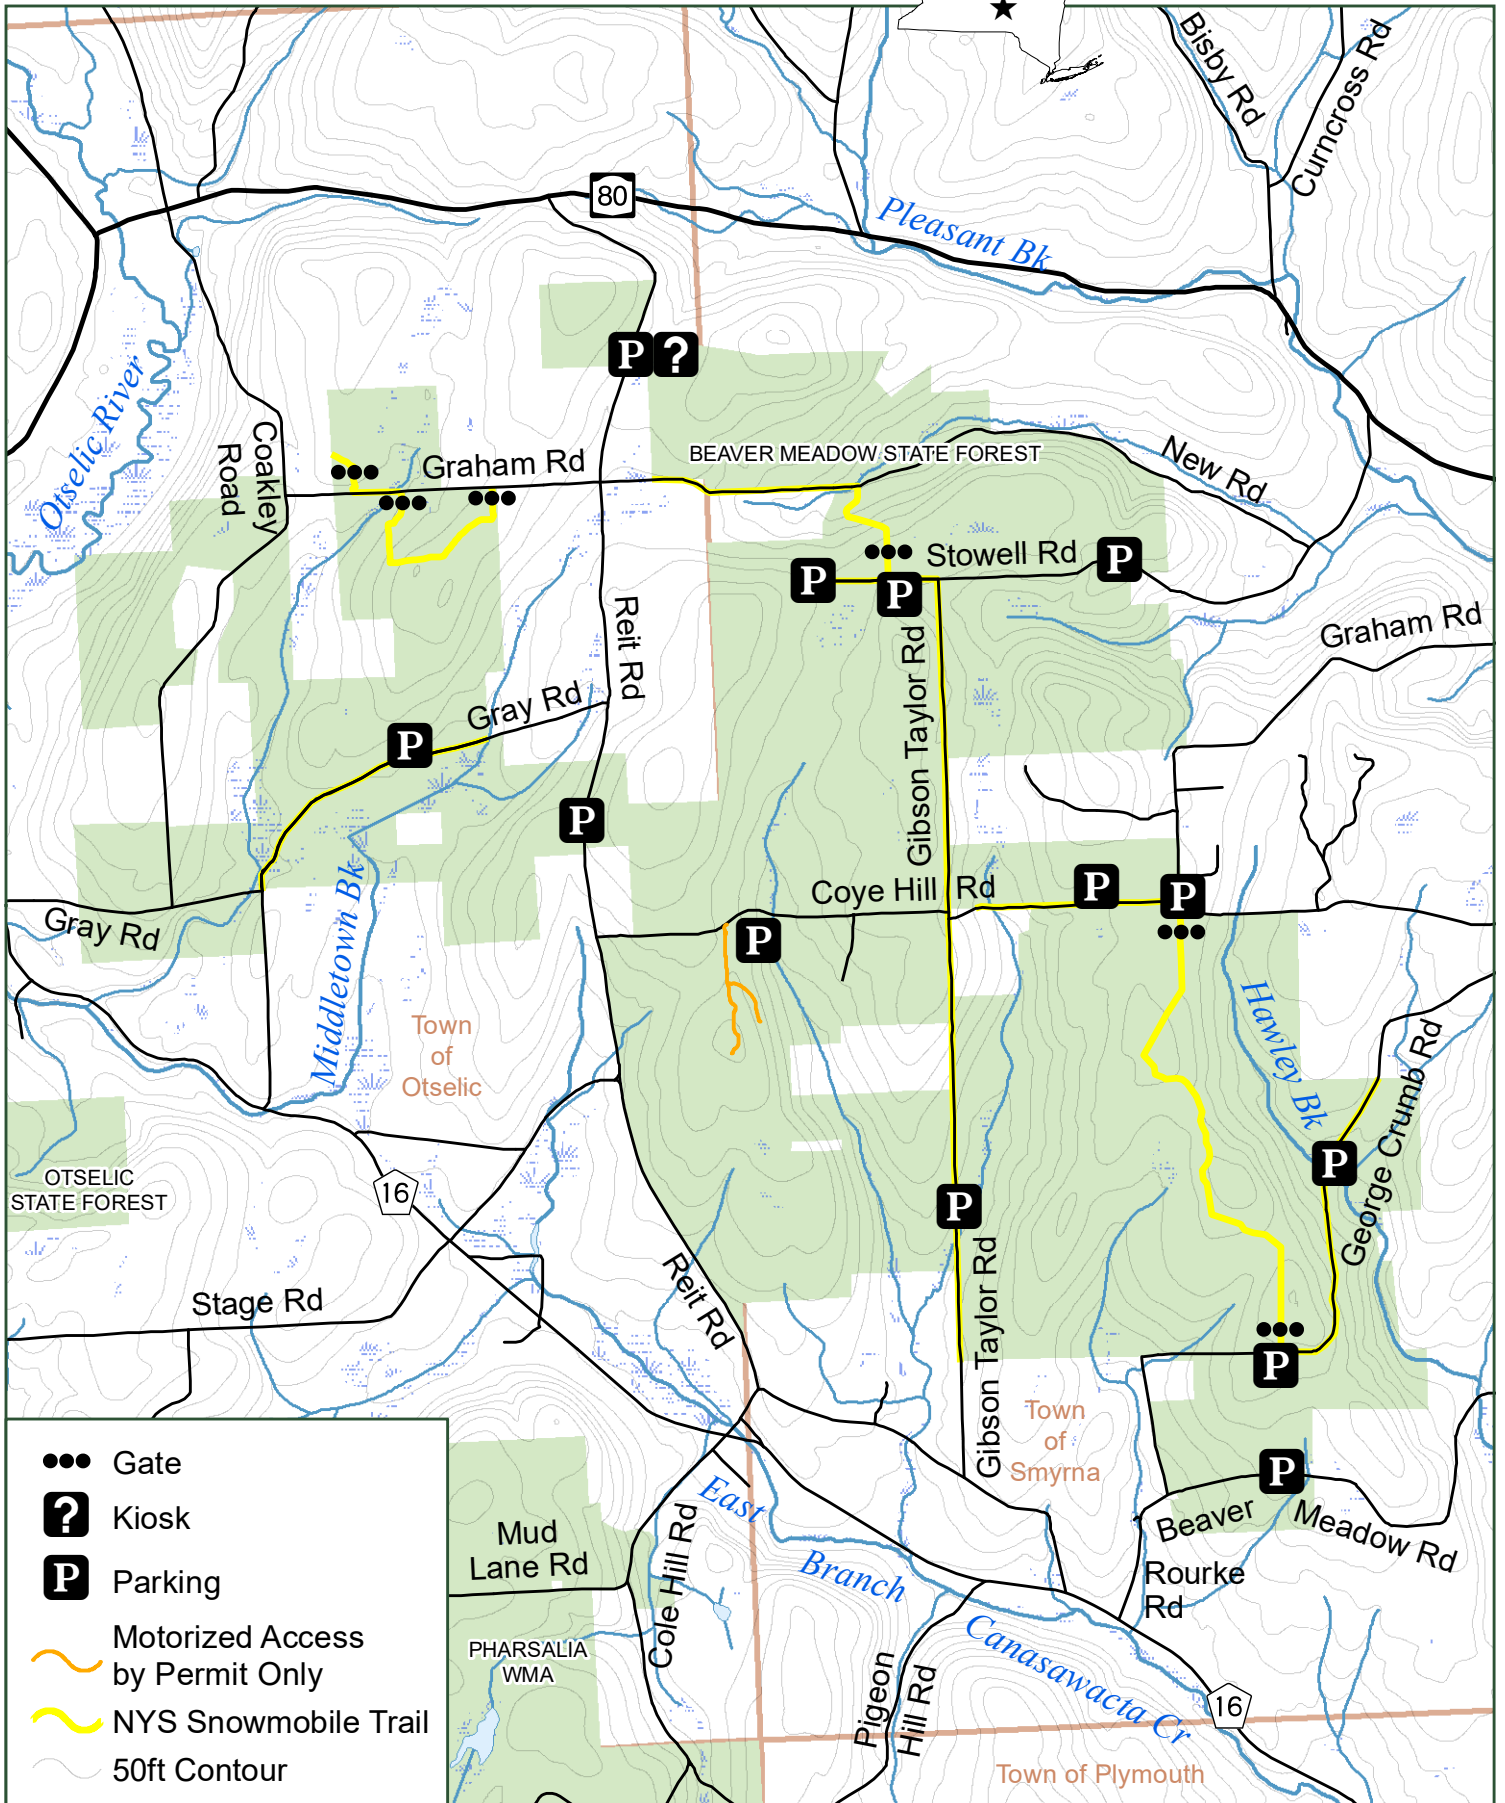 Bisby Rd
Curncross Rd
80
Pleasant Bk
P
?
Otselic River
Coakley
Road
Graham Rd
BEAVER MEADOW STATE FOREST
New Rd
Stowell Rd
P
P
P
Graham Rd
Reit Rd
Gibson Taylor Rd
Gray Rd
P
P
Coye Hill Rd
P
P
Gray Rd
P
Middletown Bk
Hawley Bk
Town
of
Otselic
George Crumb Rd
P
OTSELIC
STATE FOREST
16
P
Reit Rd
Gibson Taylor Rd
Stage Rd
P
Town
of
Smyrna
P
Beaver
Meadow Rd
East
Branch
Canasawacta Cr
Mud
Lane Rd
Cole Hill Rd
Rourke
Rd
PHARSALIA
WMA
Pigeon
Hill Rd
16
Town of Plymouth
Gate
?
Kiosk
P
Parking
Motorized Access
by Permit Only
NYS Snowmobile Trail
50ft Contour